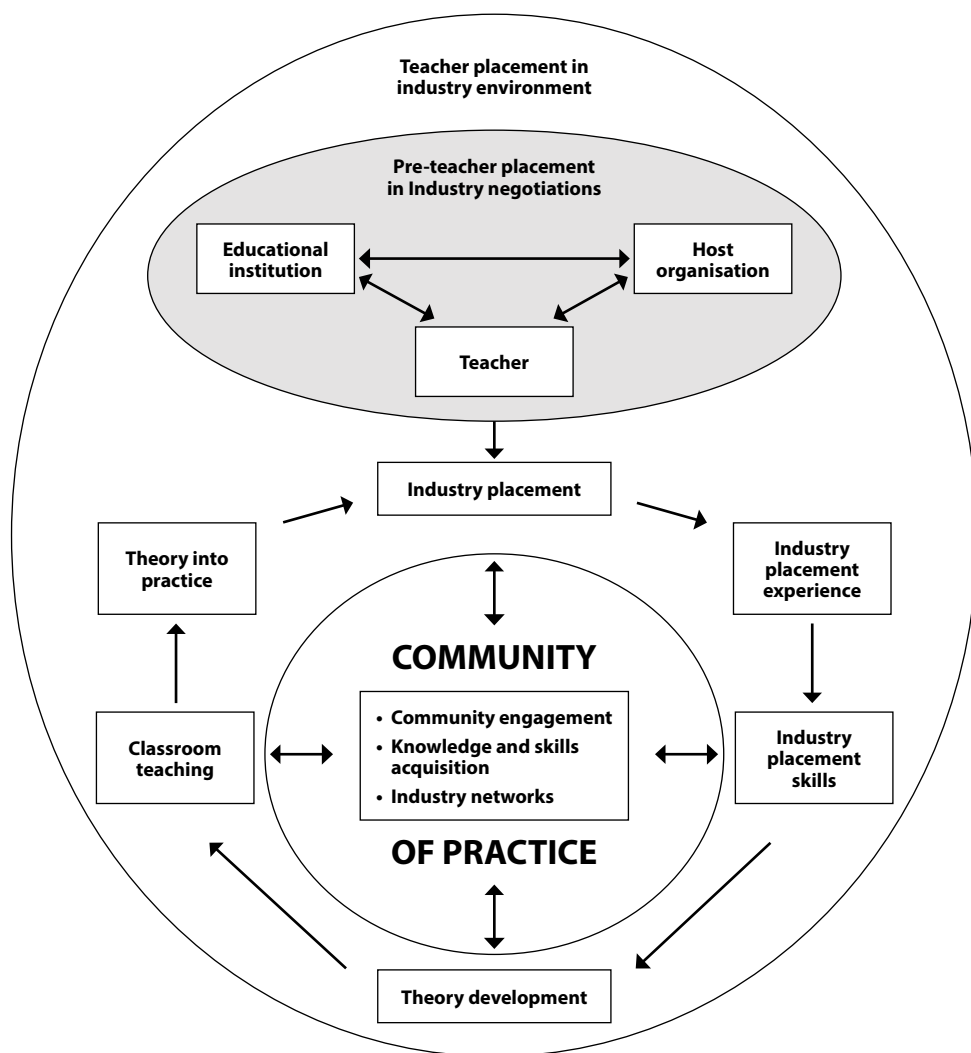 Teacher placement in
industry environment
Pre-teacher placement
in Industry negotiations
Educational
institution
Host
organisation
Teacher
Industry placement
Theory into
practice
Industry
placement
experience
COMMUNITY
• Community engagement
• Knowledge and skills
acquisition
• Industry networks
Classroom
teaching
Industry
placement
skills
OF PRACTICE
Theory development